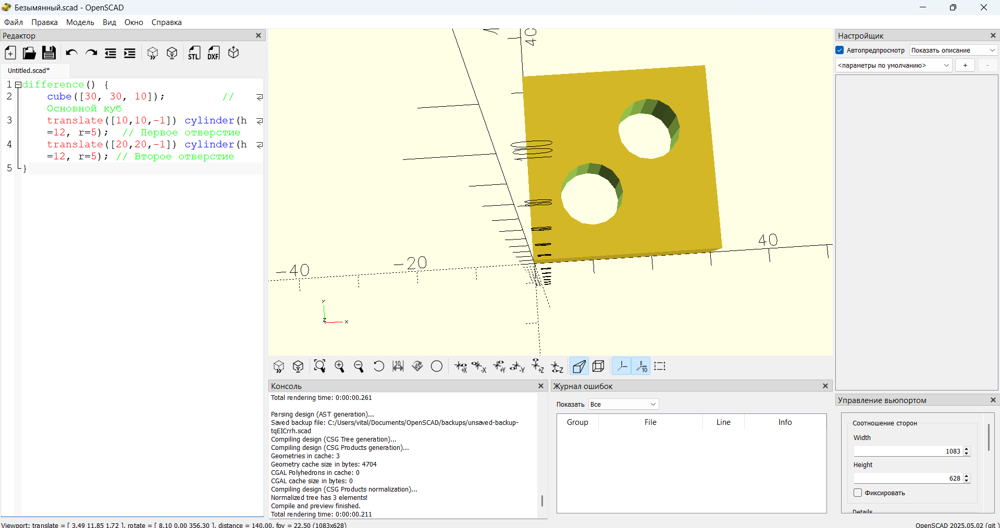 Безымянный.scad - OpenSCAD
Файл Правка Модель Вид Окно Справка
Редактор
STL DXF
Untitled.scad*
1 difference() {
2 cube([30, 30, 10]); //
Основной куб
3 translate([10,10,-1]) cylinder(h
=12, r=5); // Первое отверстие
4 translate([20,20,-1]) cylinder(h
=12, r=5); // Второе отверстие
5 }
40
-40
-20
40
Y
Z
X
10 45 +X -X +Y -Y +Z -Z 10
Консоль
Total rendering time: 0:00:00.261
Parsing design (AST generation)...
Saved backup file: C:/Users/vital/Documents/OpenSCAD/backups/unsaved-backup-
tqEICrrh.scad
Compiling design (CSG Tree generation)...
Compiling design (CSG Products generation)...
Geometries in cache: 3
Geometry cache size in bytes: 4704
CGAL Polyhedrons in cache: 0
CGAL cache size in bytes: 0
Compiling design (CSG Products normalization)...
Normalized tree has 3 elements!
Compile and preview finished.
Total rendering time: 0:00:00.211
Журнал ошибок
Показать Все
Group File Line Info
Настройщик
Автопредпросмотр Показать описание
<параметры по умолчанию> + -
Управление вьюпортом
Соотношение сторон
Width
1083
Height
628
Фиксировать
Details
Viewport: translate = [ 3.49 11.85 1.72 ], rotate = [ 8.10 0.00 356.30 ], distance = 140.00, fov = 22.50 (1083x628)
OpenSCAD 2025.05.02 (git )